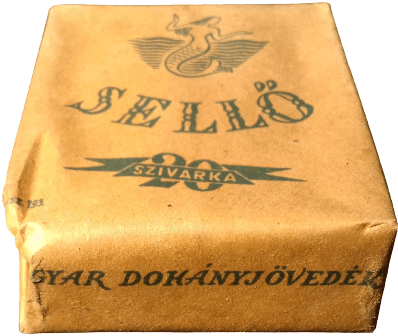 SELLŐ
20
SZIVARKA
GYAR DOHÁNYJÖVEDÉK